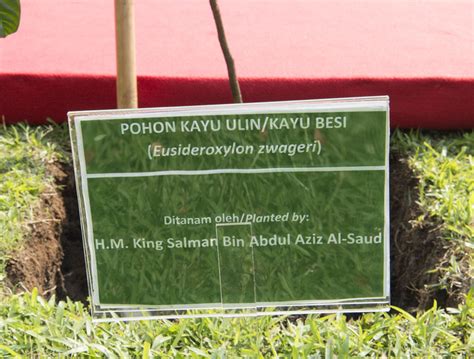 POHON KAYU ULIN/KAYU BESI
(Eusideroxylon zwageri)
Ditanam oleh/Planted by:
H.M. King Salman Bin Abdul Aziz Al-Saud